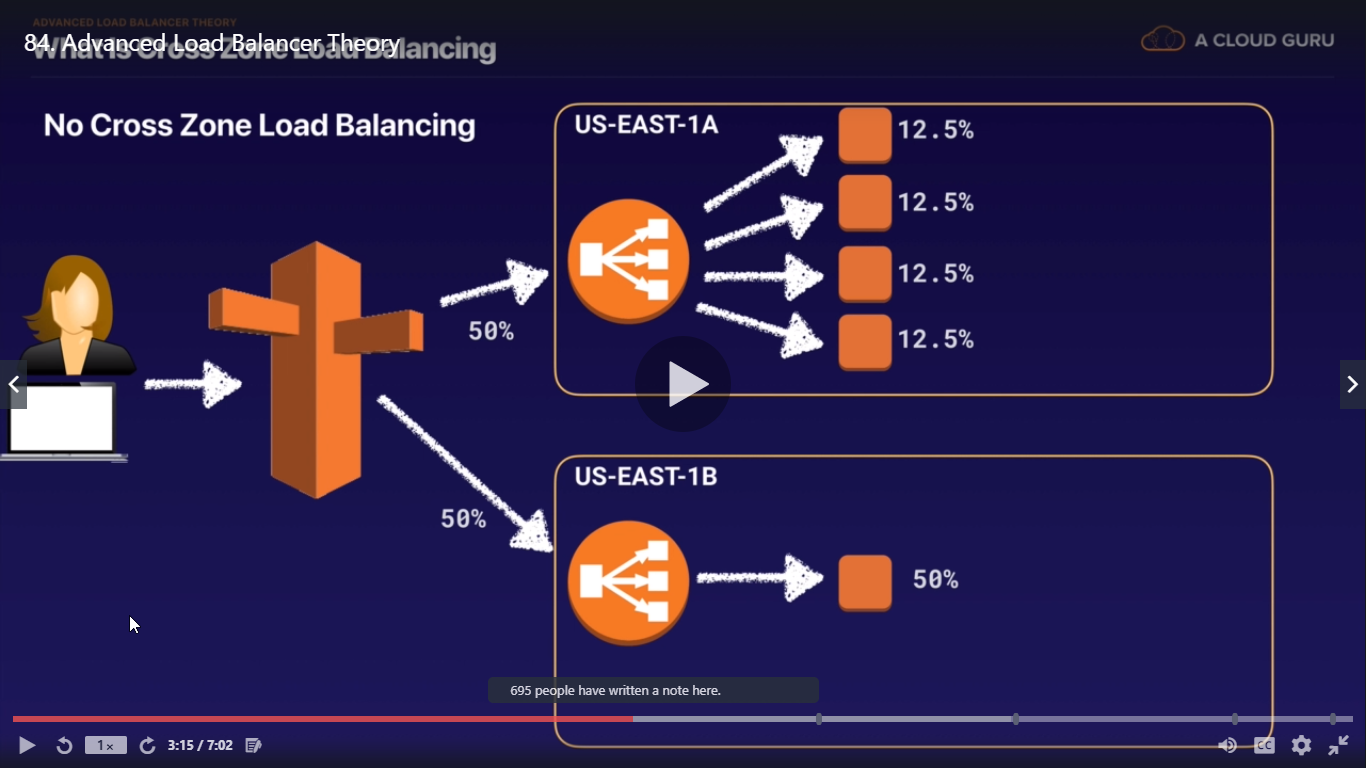 ADVANCED LOAD BALANCER THEORY
84. Advanced Load Balancer Theory
What is Cross Zone Load Balancing
A CLOUD GURU
No Cross Zone Load Balancing
US-EAST-1A
12.5%
12.5%
12.5%
12.5%
50%
US-EAST-1B
50%
50%
695 people have written a note here.
1×
3:15 / 7:02
CC